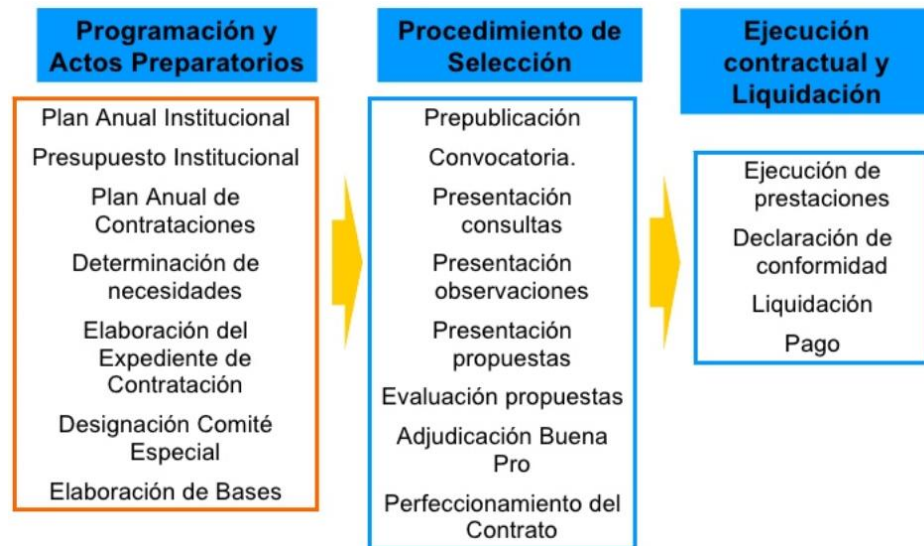 Programación y
Actos Preparatorios
Plan Anual Institucional
Presupuesto Institucional
Plan Anual de
Contrataciones
Determinación de
necesidades
Elaboración del
Expediente de
Contratación
Designación Comité
Especial
Elaboración de Bases
Procedimiento de
Selección
Prepublicación
Convocatoria.
Presentación
consultas
Presentación
observaciones
Presentación
propuestas
Evaluación propuestas
Adjudicación Buena
Pro
Perfeccionamiento del
Contrato
Ejecución
contractual y
Liquidación
Ejecución de
prestaciones
Declaración de
conformidad
Liquidación
Pago